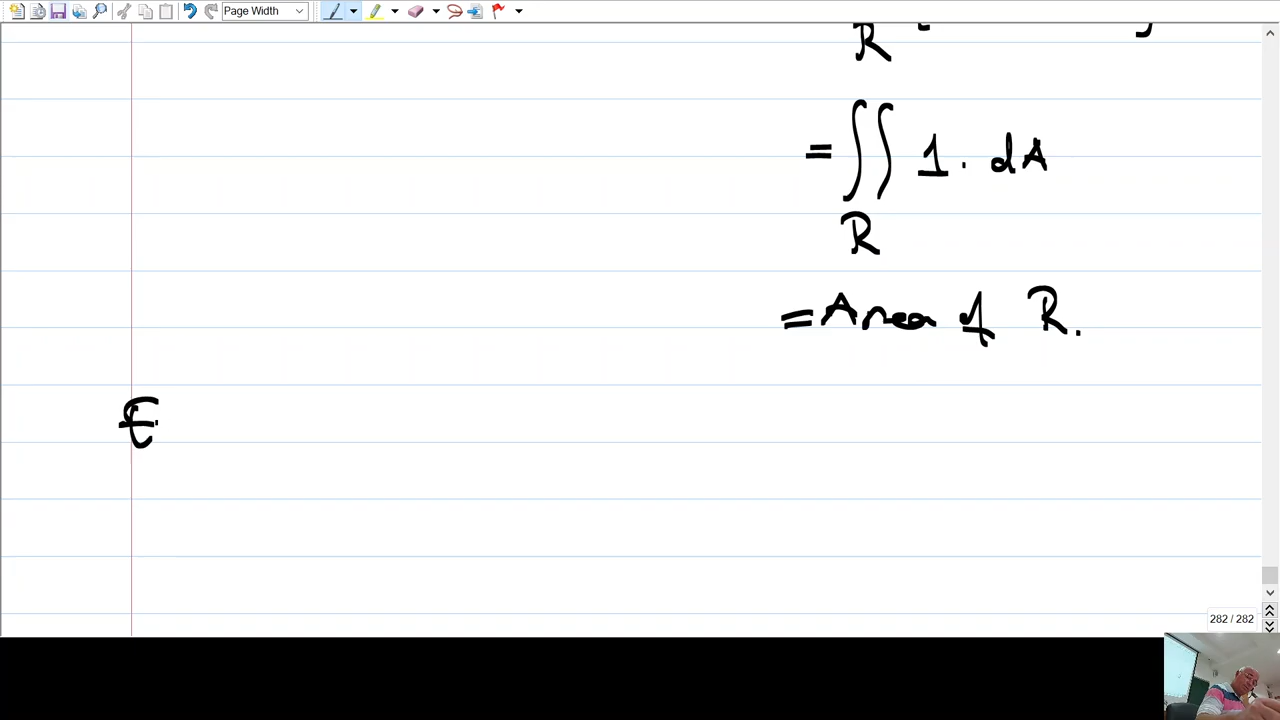 Page Width
R
= ∬ 1. dA
R
= Area of R.
E
282 / 282